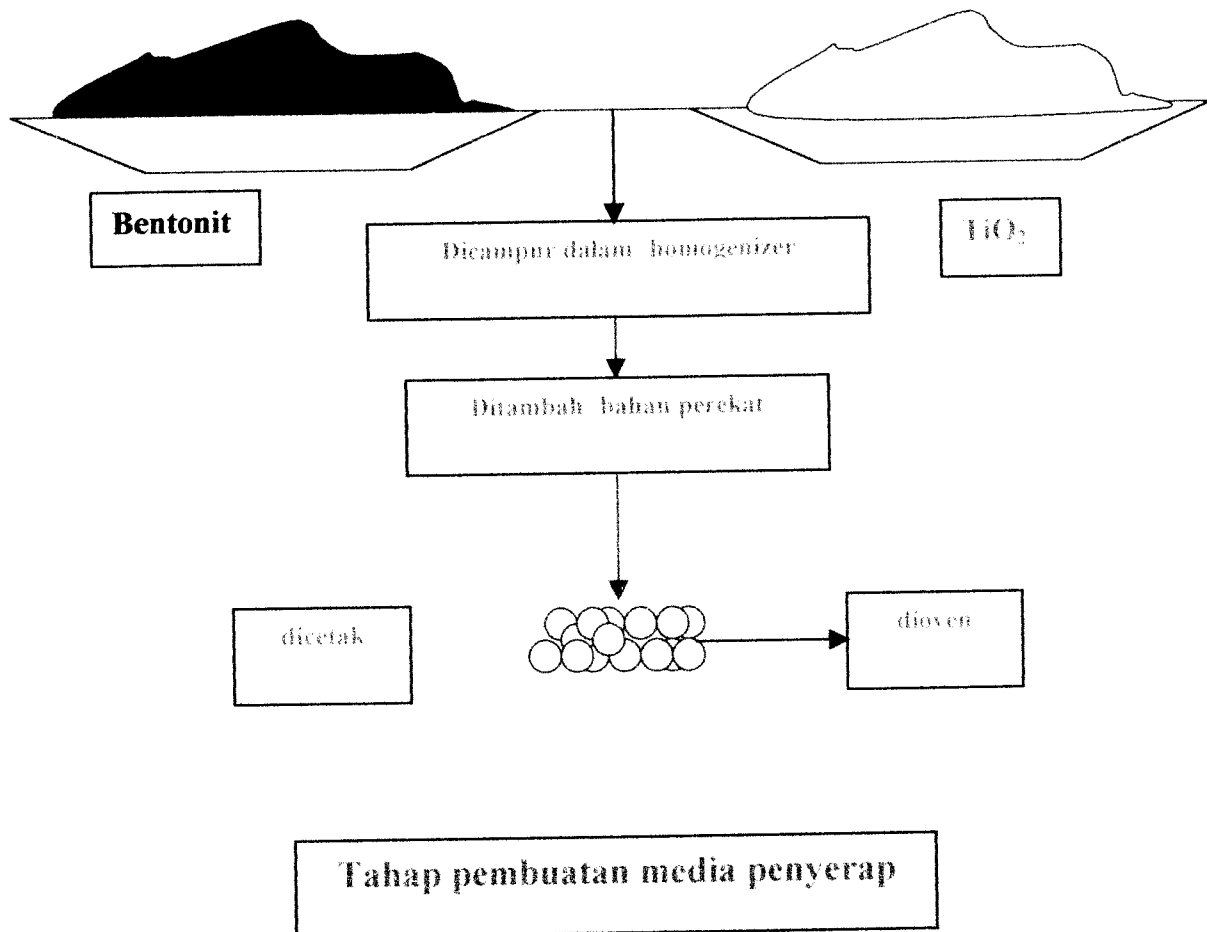 Bentonit
TiO₂
Dicampur dalam homogenizer
Ditambah bahan perekat
dicetak
dioven
Tahap pembuatan media penyerap